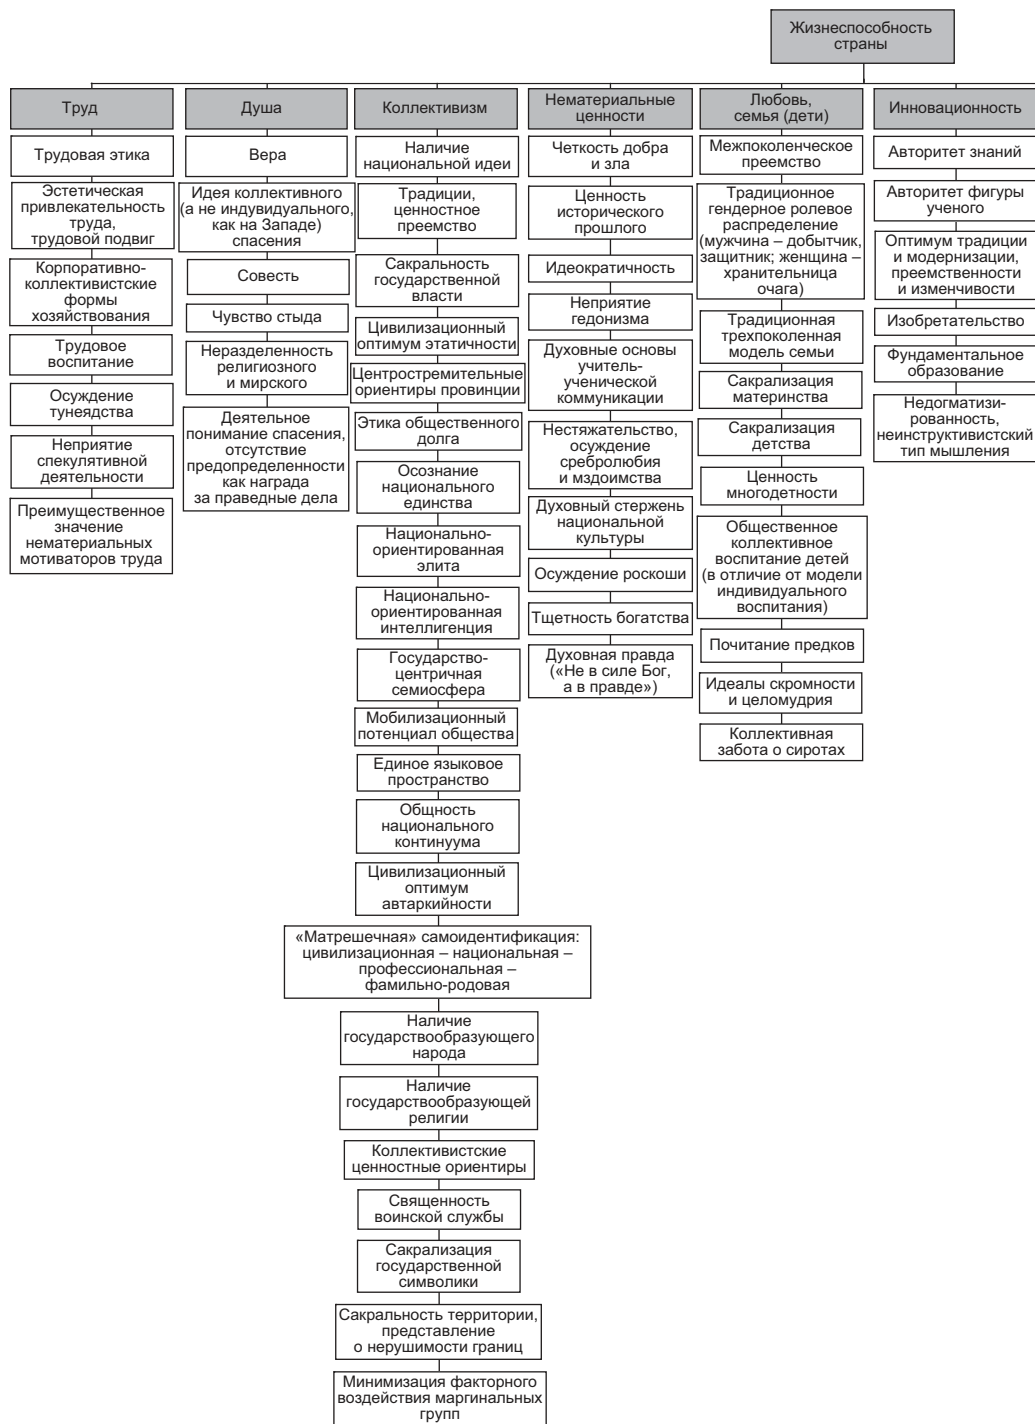 Жизнеспособность
страны
Труд
Трудовая этика
Эстетическая
привлекательность
труда,
трудовой подвиг
Корпоративно-
коллективистские
формы
хозяйствования
Трудовое
воспитание
Осуждение
тунеядства
Неприятие
спекулятивной
деятельности
Преимущественное
значение
нематериальных
мотиваторов труда
Душа
Вера
Идея коллективного
(а не индувидуального,
как на Западе)
спасения
Совесть
Чувство стыда
Неразделенность
религиозного
и мирского
Деятельное
понимание спасения,
отсутствие
предопределенности
как награда
за праведные дела
Коллективизм
Наличие
национальной идеи
Традиции,
ценностное
преемство
Сакральность
государственной
власти
Цивилизационный
оптимум этатичности
Центростремительные
ориентиры провинции
Этика общественного
долга
Осознание
национального
единства
Национально-
ориентированная
элита
Национально-
ориентированная
интеллигенция
Государство-
центричная
семиосфера
Мобилизационный
потенциал общества
Единое языковое
пространство
Общность
национального
континуума
Цивилизационный
оптимум
автаркийности
«Матрешечная» самоидентификация:
цивилизационная – национальная –
профессиональная –
фамильно-родовая
Наличие
государствообразующего
народа
Наличие
государствообразующей
религии
Коллективистские
ценностные ориентиры
Священность
воинской службы
Сакрализация
государственной
символики
Сакральность территории,
представление
о нерушимости границ
Минимизация факторного
воздействия маргинальных
групп
Нематериальные
ценности
Четкость добра
и зла
Ценность
исторического
прошлого
Идеократичность
Неприятие
гедонизма
Духовные основы
учитель-
ученической
коммуникации
Нестяжательство,
осуждение
сребролюбия
и мздоимства
Духовный стержень
национальной
культуры
Осуждение роскоши
Тщетность богатства
Духовная правда
(«Не в силе Бог,
а в правде»)
Любовь,
семья (дети)
Межпоколенческое
преемство
Традиционное
гендерное ролевое
распределение
(мужчина – добытчик,
защитник; женщина –
хранительница
очага)
Традиционная
трехпоколенная
модель семьи
Сакрализация
материнства
Сакрализация
детства
Ценность
многодетности
Общественное
коллективное
воспитание детей
(в отличие от модели
индивидуального
воспитания)
Почитание предков
Идеалы скромности
и целомудрия
Коллективная
забота о сиротах
Инновационность
Авторитет знаний
Авторитет фигуры
ученого
Оптимум традиции
и модернизации,
преемственности
и изменчивости
Изобретательство
Фундаментальное
образование
Недогматизи-
рованность,
неинструктивистский
тип мышления